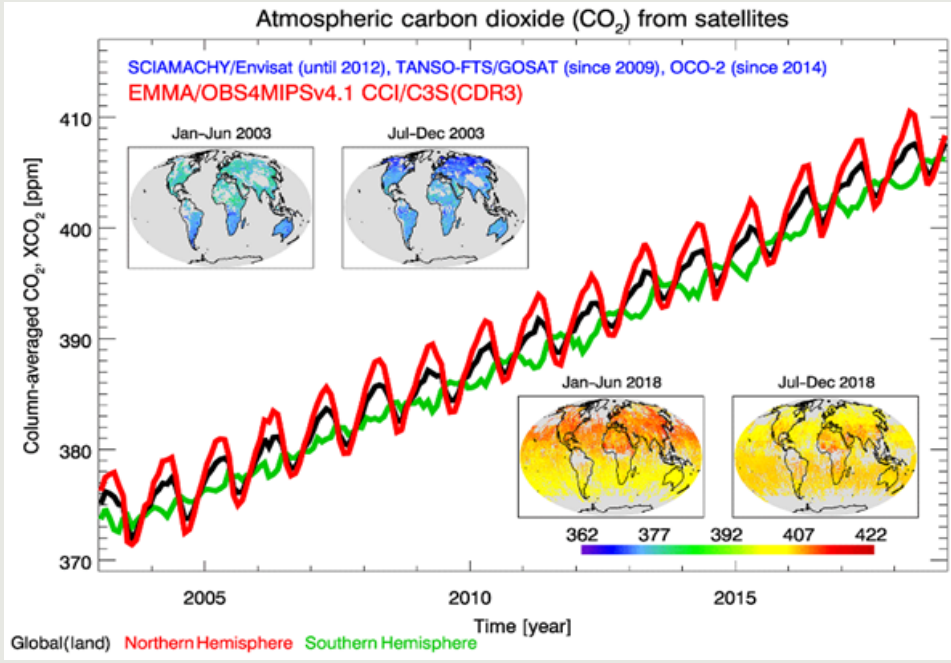 Atmospheric carbon dioxide (CO₂) from satellites
SCIAMACHY/Envisat (until 2012), TANSO-FTS/GOSAT (since 2009), OCO-2 (since 2014)
EMMA/OBS4MIPSv4.1 CCI/C3S(CDR3)
Jan-Jun 2003
Jul-Dec 2003
Column-averaged CO₂, XCO₂ [ppm]
410
400
390
380
370
Jan-Jun 2018
Jul-Dec 2018
362 377 392 407 422
2005 2010 2015
Time [year]
Global(land) Northern Hemisphere Southern Hemisphere